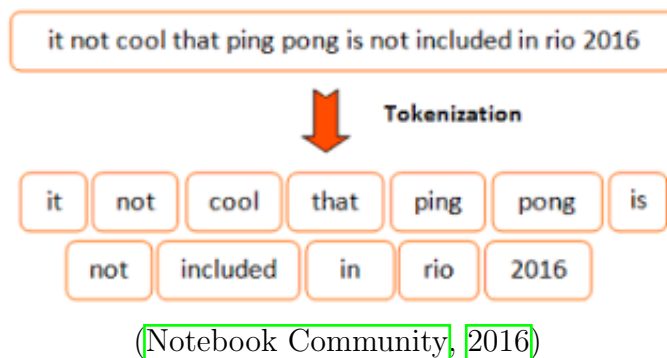 it not cool that ping pong is not included in rio 2016
Tokenization
it not cool that ping pong is
not included in rio 2016
(Notebook Community, 2016)